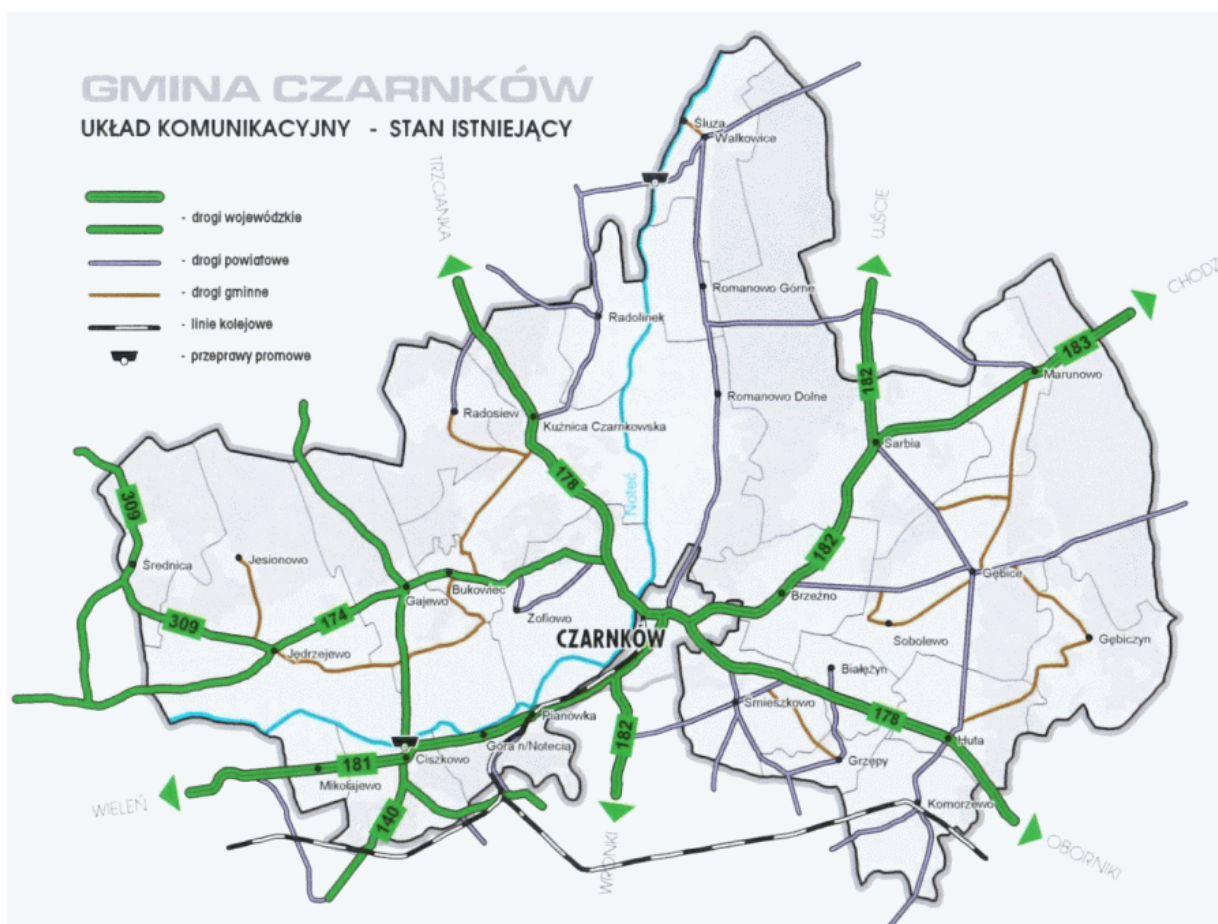 GMINA CZARNKÓW
UKŁAD KOMUNIKACYJNY - STAN ISTNIEJĄCY
- drogi wojewódzkie
- drogi powiatowe
- drogi gminne
- linie kolejowe
- przeprawy promowe
TRZCIANKA
UJŚCIE
CHODZ
Śluza
Walkowice
Romanowo Górne
Radolinek
183
Marunowo
182
Romanowo Dolne
Radosiew
Kuźnica Czarnkowska
Sarbia
178
Noteć
309
182
Średnica
Jesionowo
Gajewo
Bukowiec
Zofiowo
Brzeźno
Gębice
309
174
CZARNKÓW
Sobolewo
Gębiczyn
Jędrzejewo
Białężyn
Śmieszkowo
178
Pianówka
182
Góra n/Notecią
Huta
181
Ciszkowo
Grzępy
Mikołajewo
WIELEŃ
140
Komorzewo
WRONKI
OBORNIKI